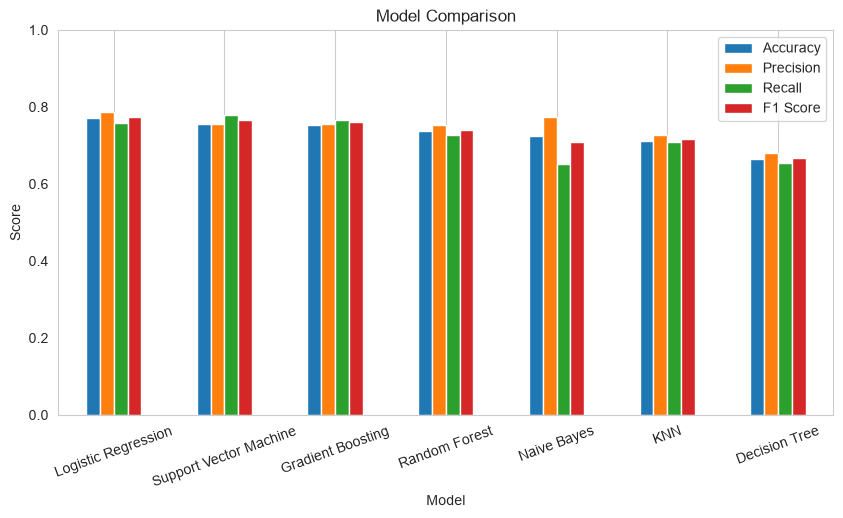 Model Comparison
1.0
0.8
0.6
0.4
0.2
0.0
Score
Accuracy
Precision
Recall
F1 Score
Logistic Regression
Support Vector Machine
Gradient Boosting
Random Forest
Naive Bayes
KNN
Decision Tree
Model